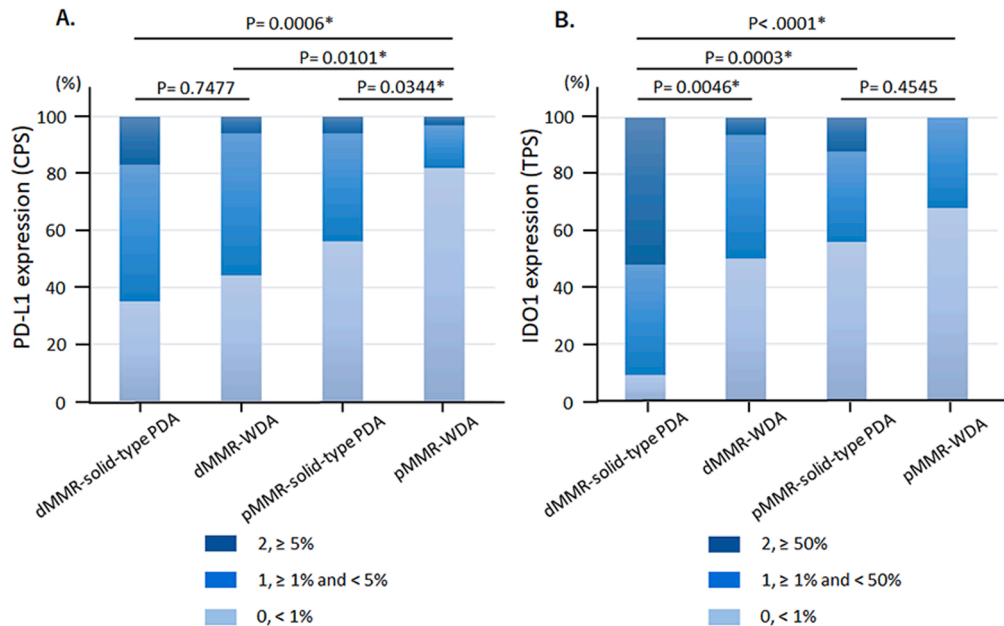 A.
P= 0.0006*
P= 0.0101*
(%)
P= 0.7477
P= 0.0344*
100
80
60
40
20
0
PD-L1 expression (CPS)
dMMR-solid-type PDA
dMMR-WDA
pMMR-solid-type PDA
pMMR-WDA
2, ≥ 5%
1, ≥ 1% and < 5%
0, < 1%
B.
P< .0001*
P= 0.0003*
(%)
P= 0.0046*
P= 0.4545
100
80
60
40
20
0
IDO1 expression (TPS)
dMMR-solid-type PDA
dMMR-WDA
pMMR-solid-type PDA
pMMR-WDA
2, ≥ 50%
1, ≥ 1% and < 50%
0, < 1%